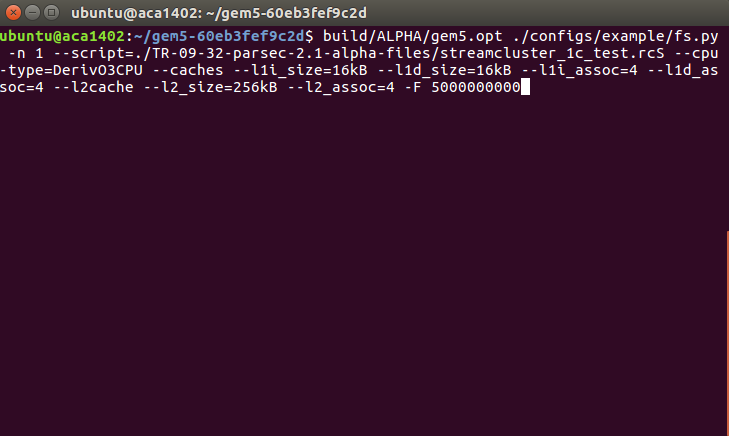 ubuntu@aca1402: ~/gem5-60eb3fef9c2d
ubuntu@aca1402:~/gem5-60eb3fef9c2d$ build/ALPHA/gem5.opt ./configs/example/fs.py
 -n 1 --script=./TR-09-32-parsec-2.1-alpha-files/streamcluster_1c_test.rcS --cpu
-type=DerivO3CPU --caches --l1i_size=16kB --l1d_size=16kB --l1i_assoc=4 --l1d_as
soc=4 --l2cache --l2_size=256kB --l2_assoc=4 -F 5000000000